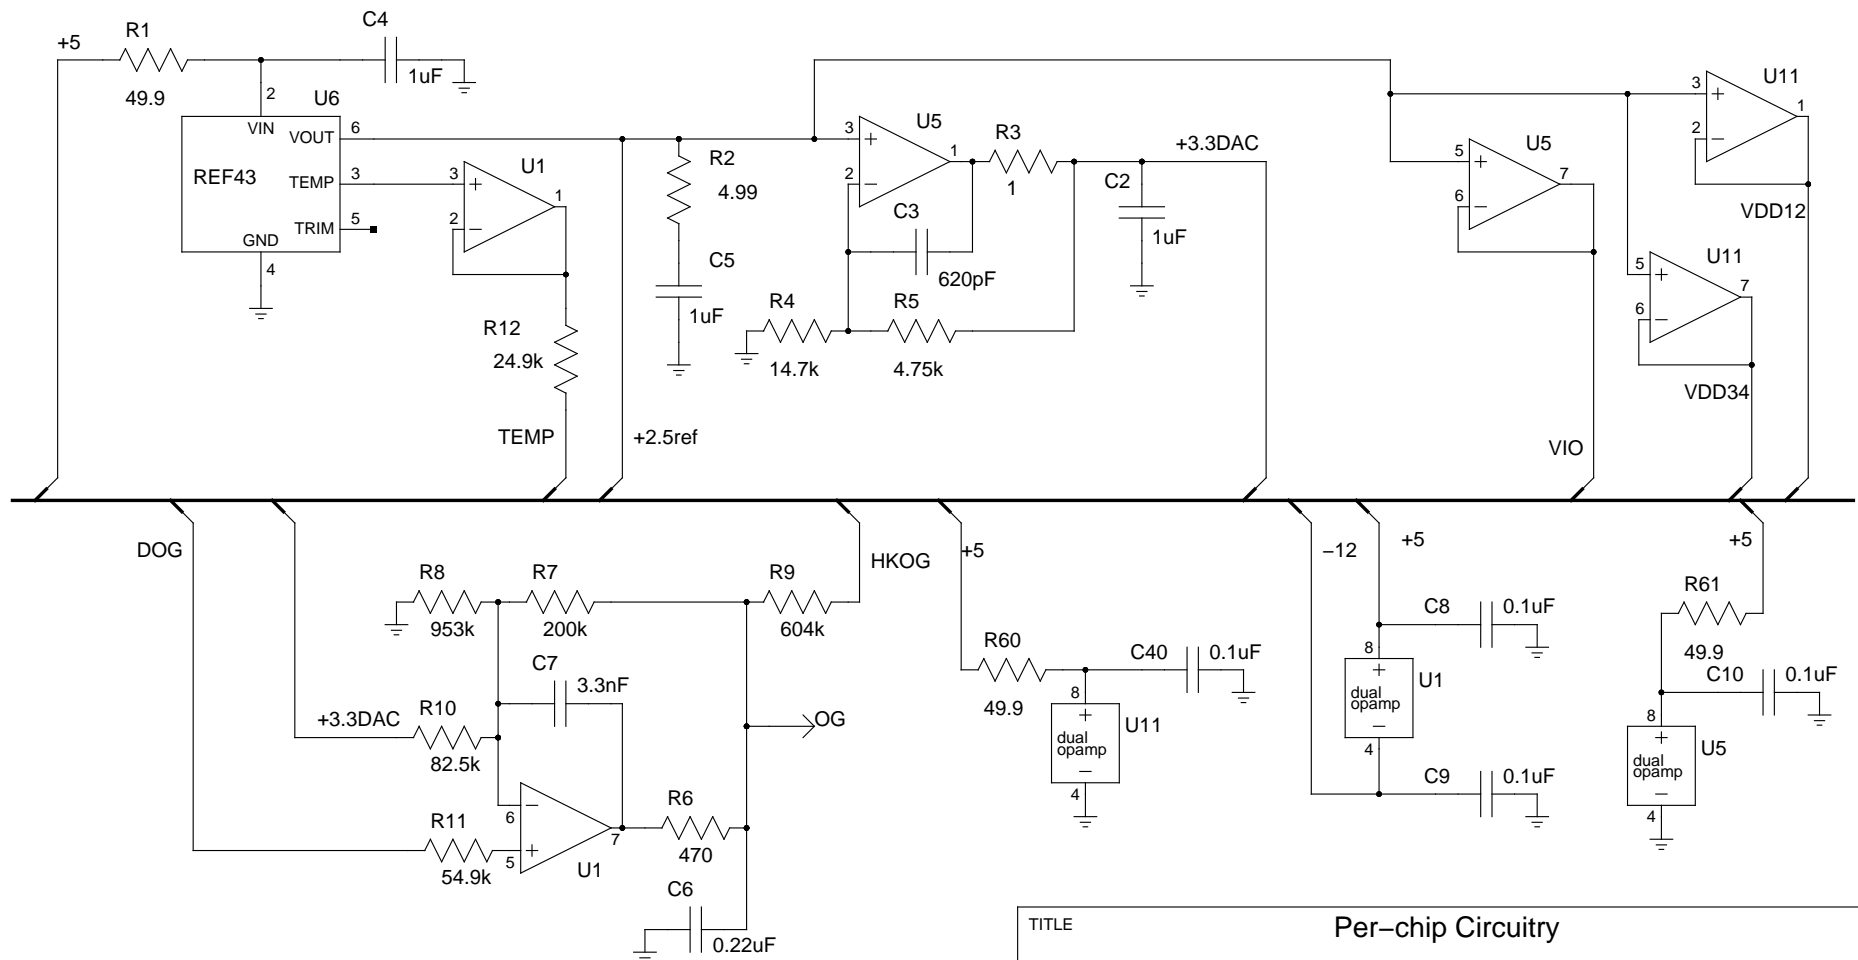 C4
R1
+5
1uF
49.9
2
U6
VIN
VOUT
6
REF43
TEMP
3
TRIM
5
GND
4
3
U1
1
2
R12
24.9k
TEMP
+2.5ref
R2
4.99
C5
1uF
3
U5
1
2
R3
1
C3
620pF
R4
14.7k
R5
4.75k
+3.3DAC
C2
1uF
5
U5
7
6
VIO
3
U11
1
2
VDD12
U11
5
7
6
VDD34
DOG
HKOG
+5
−12
+5
+5
R8
953k
R7
200k
R9
604k
C7
3.3nF
+3.3DAC
R10
82.5k
OG
6
R11
54.9k
5
7
U1
R6
470
C6
0.22uF
R60
49.9
C40
0.1uF
8
dual
opamp
U11
4
C8
0.1uF
8
dual
opamp
U1
4
C9
0.1uF
R61
49.9
C10
0.1uF
8
dual
opamp
U5
4
TITLE
Per−chip Circuitry